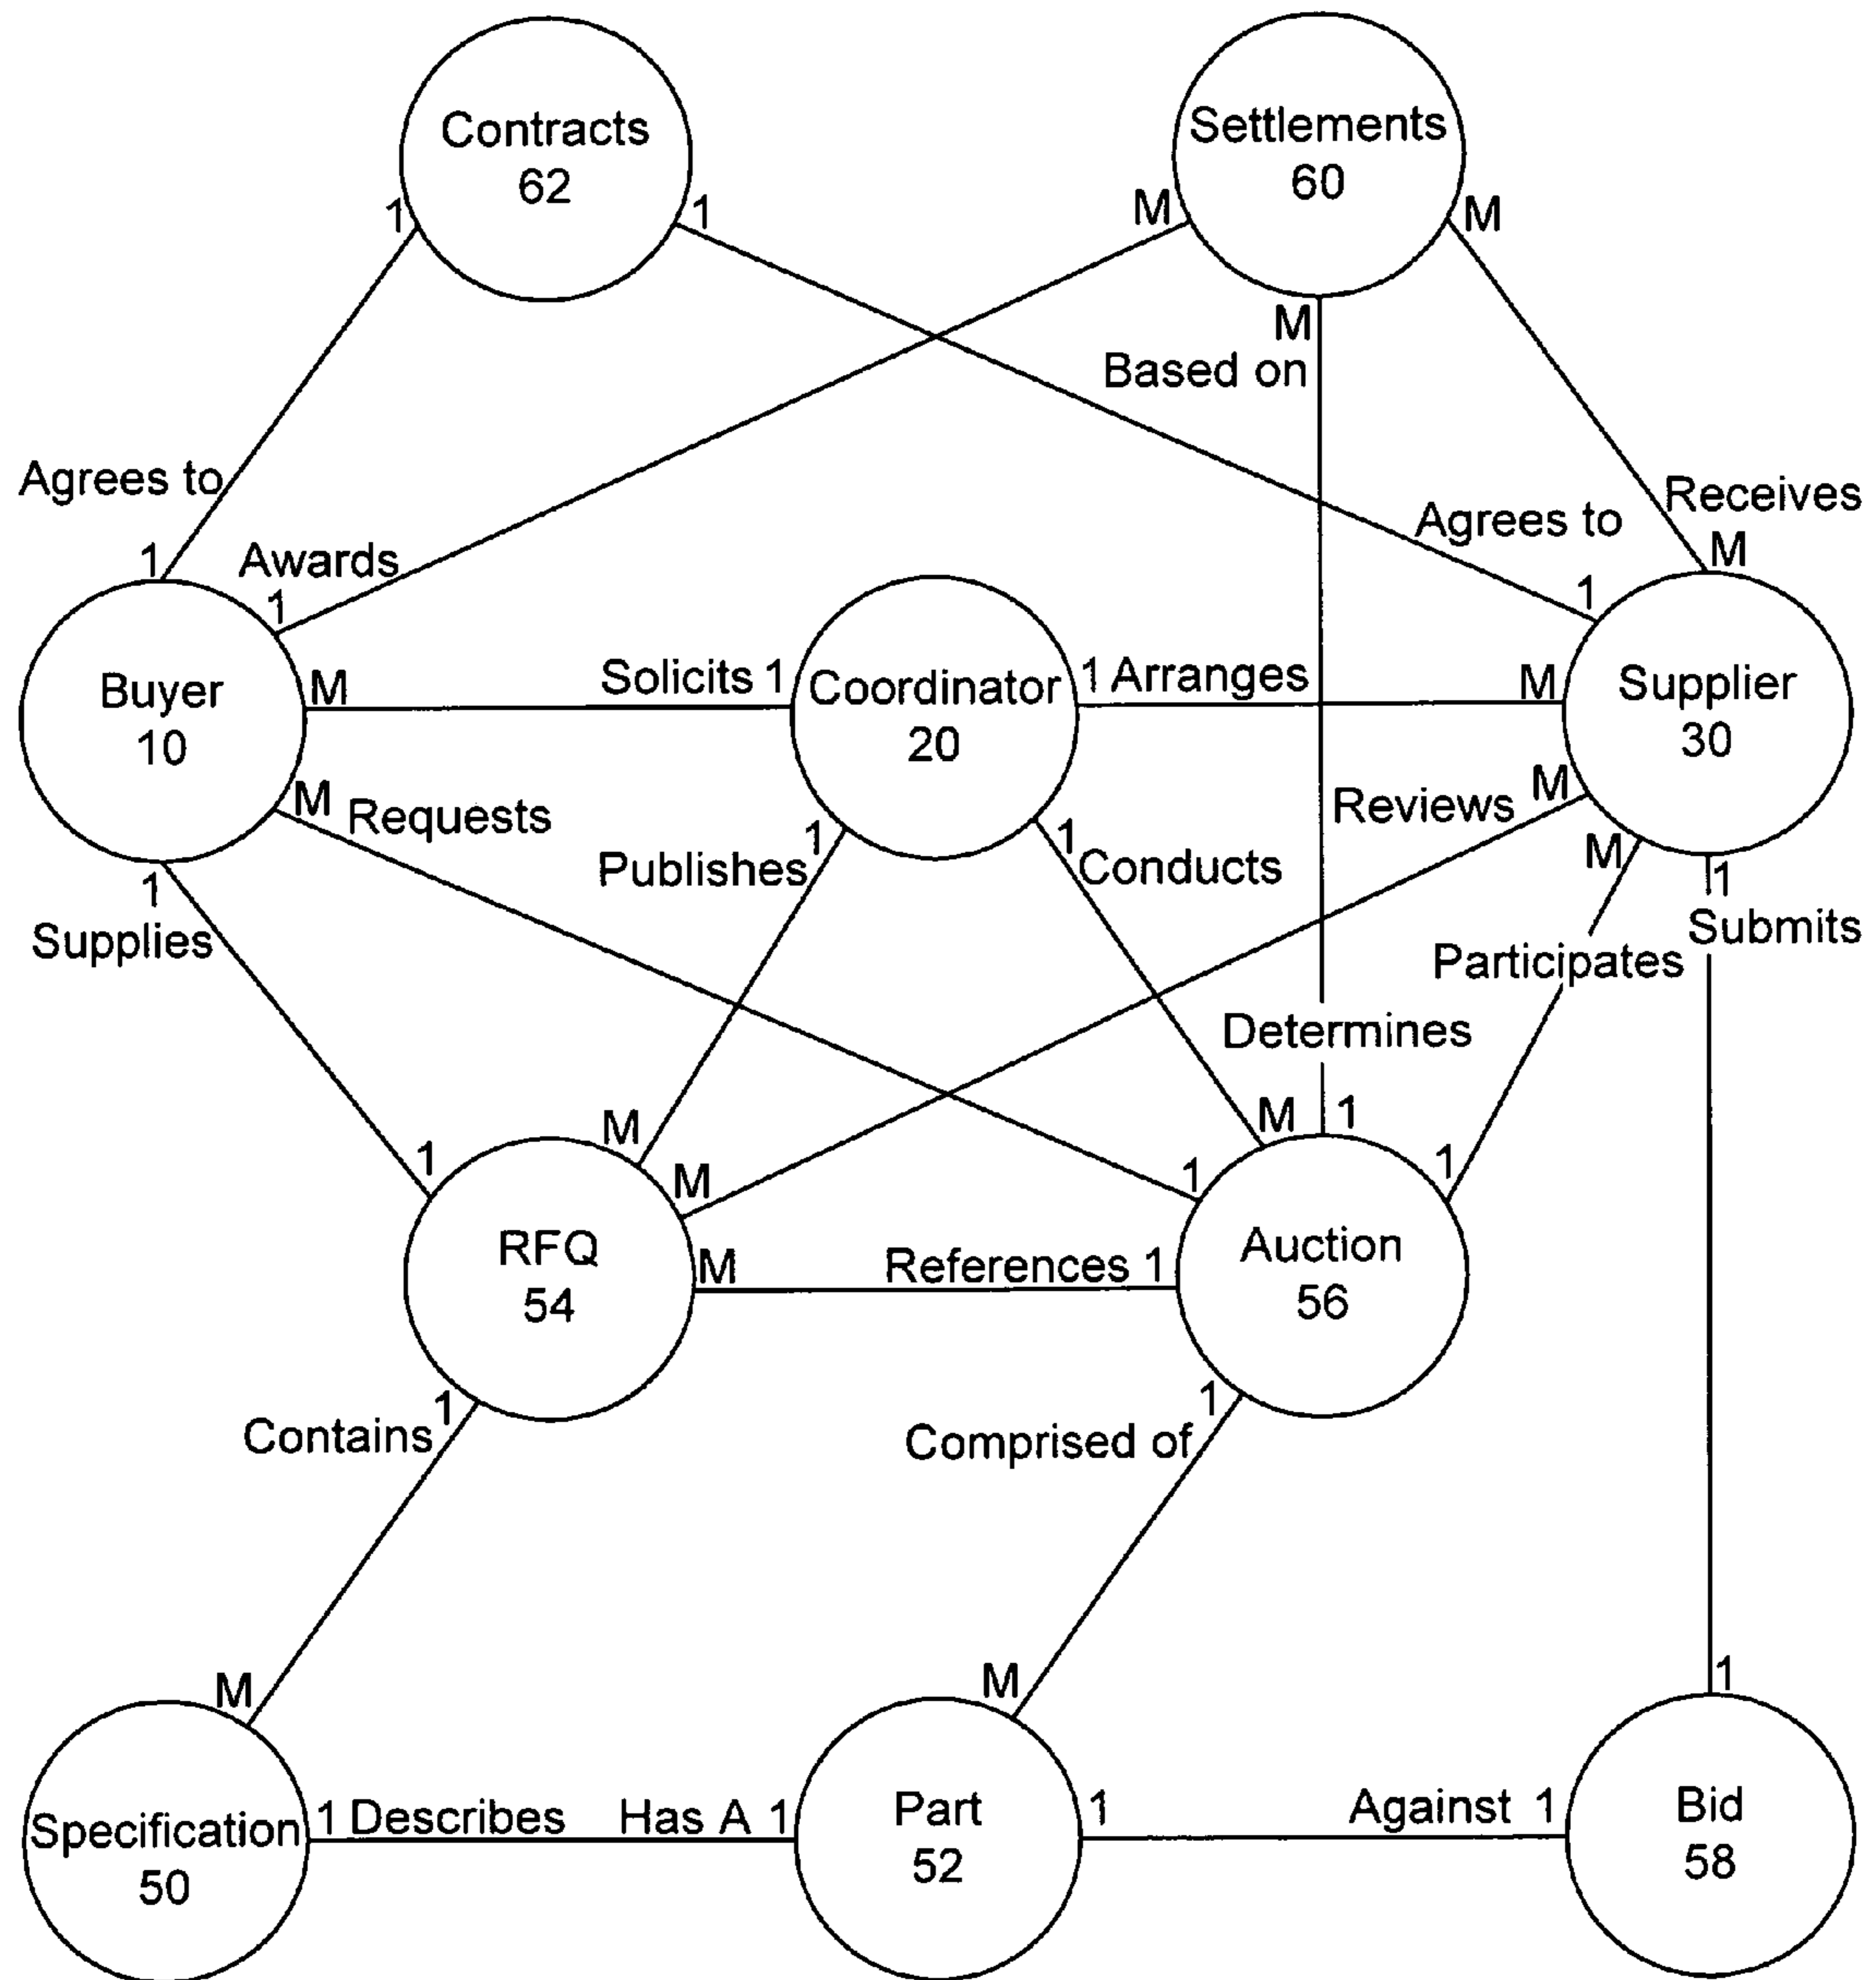 Contracts
62
Settlements
60
1
1
M
M
M
Based on
Agrees to
Receives
Agrees to
1
Awards
M
1
1
Buyer
10
M
Solicits 1
Coordinator
20
1 Arranges
M
Supplier
30
M Requests
Reviews M
1
Publishes
1
Conducts
M
1
1
Supplies
Submits
Participates
Determines
M
M
1
1
M
1
1
RFQ
54
M
References 1
Auction
56
1
Contains
1
Comprised of
M
M
1
Specification
50
1 Describes
Has A 1
Part
52
1
Against 1
Bid
58